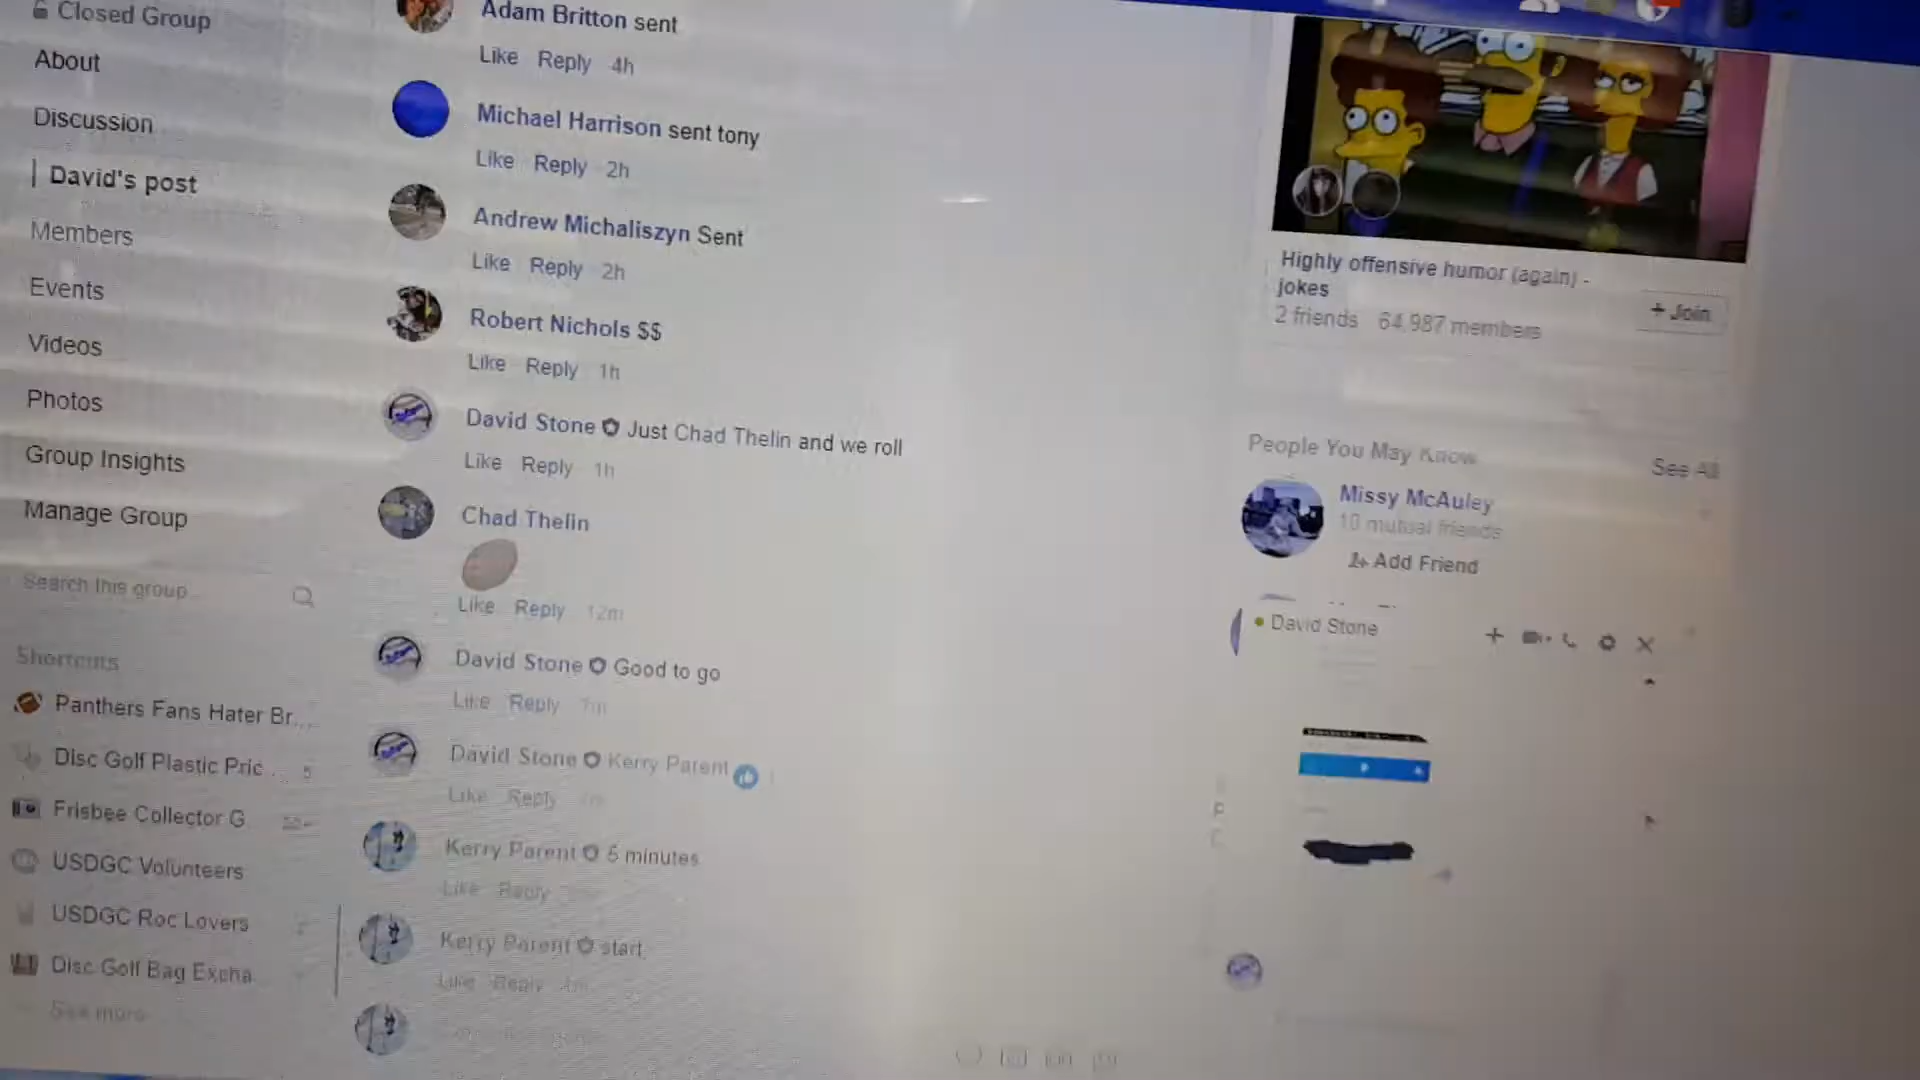 Closed Group
About
Discussion
David's post
Members
Events
Videos
Photos
Group Insights
Manage Group
Search this group
Shortcuts
Panthers Fans Hater Br...
Disc Golf Plastic Pric... 5
Frisbee Collector G
USDGC Volunteers
USDGC Roc Lovers
Disc Golf Bag Excha
See more
Adam Britton sent
Like Reply 4h
Michael Harrison sent tony
Like Reply 2h
Andrew Michaliszyn Sent
Like Reply 2h
Robert Nichols $$
Like Reply 1h
David Stone Just Chad Thelin and we roll
Like Reply 1h
Chad Thelin
Like Reply 12m
David Stone Good to go
Like Reply
David Stone Kerry Parent
Like Reply
Kerry Parent 5 minutes
Like Reply
Kerry Parent start
Like Reply
Highly offensive humor (again) -
jokes
+ Join
2 friends 64,987 members
People You May Know
See All
Missy McAuley
10 mutual friends
Add Friend
David Stone